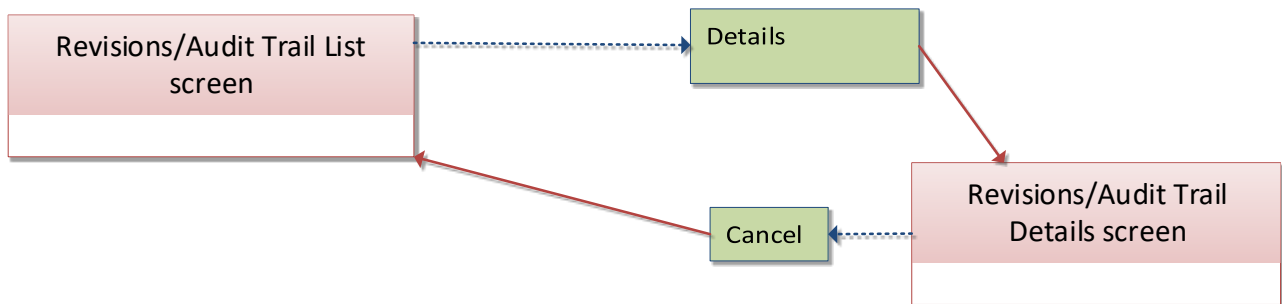 Revisions/Audit Trail List
screen
Details
Cancel
Revisions/Audit Trail
Details screen